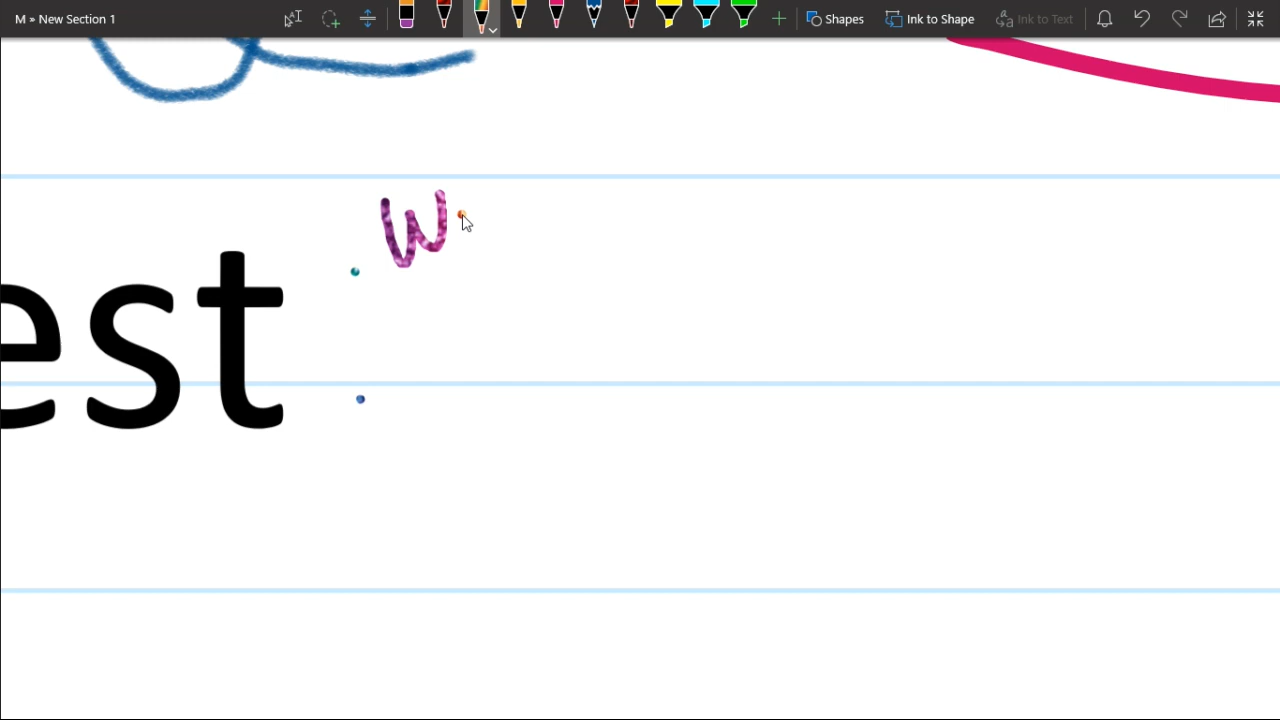 M » New Section 1
Shapes
Ink to Shape
Ink to Text
w
est